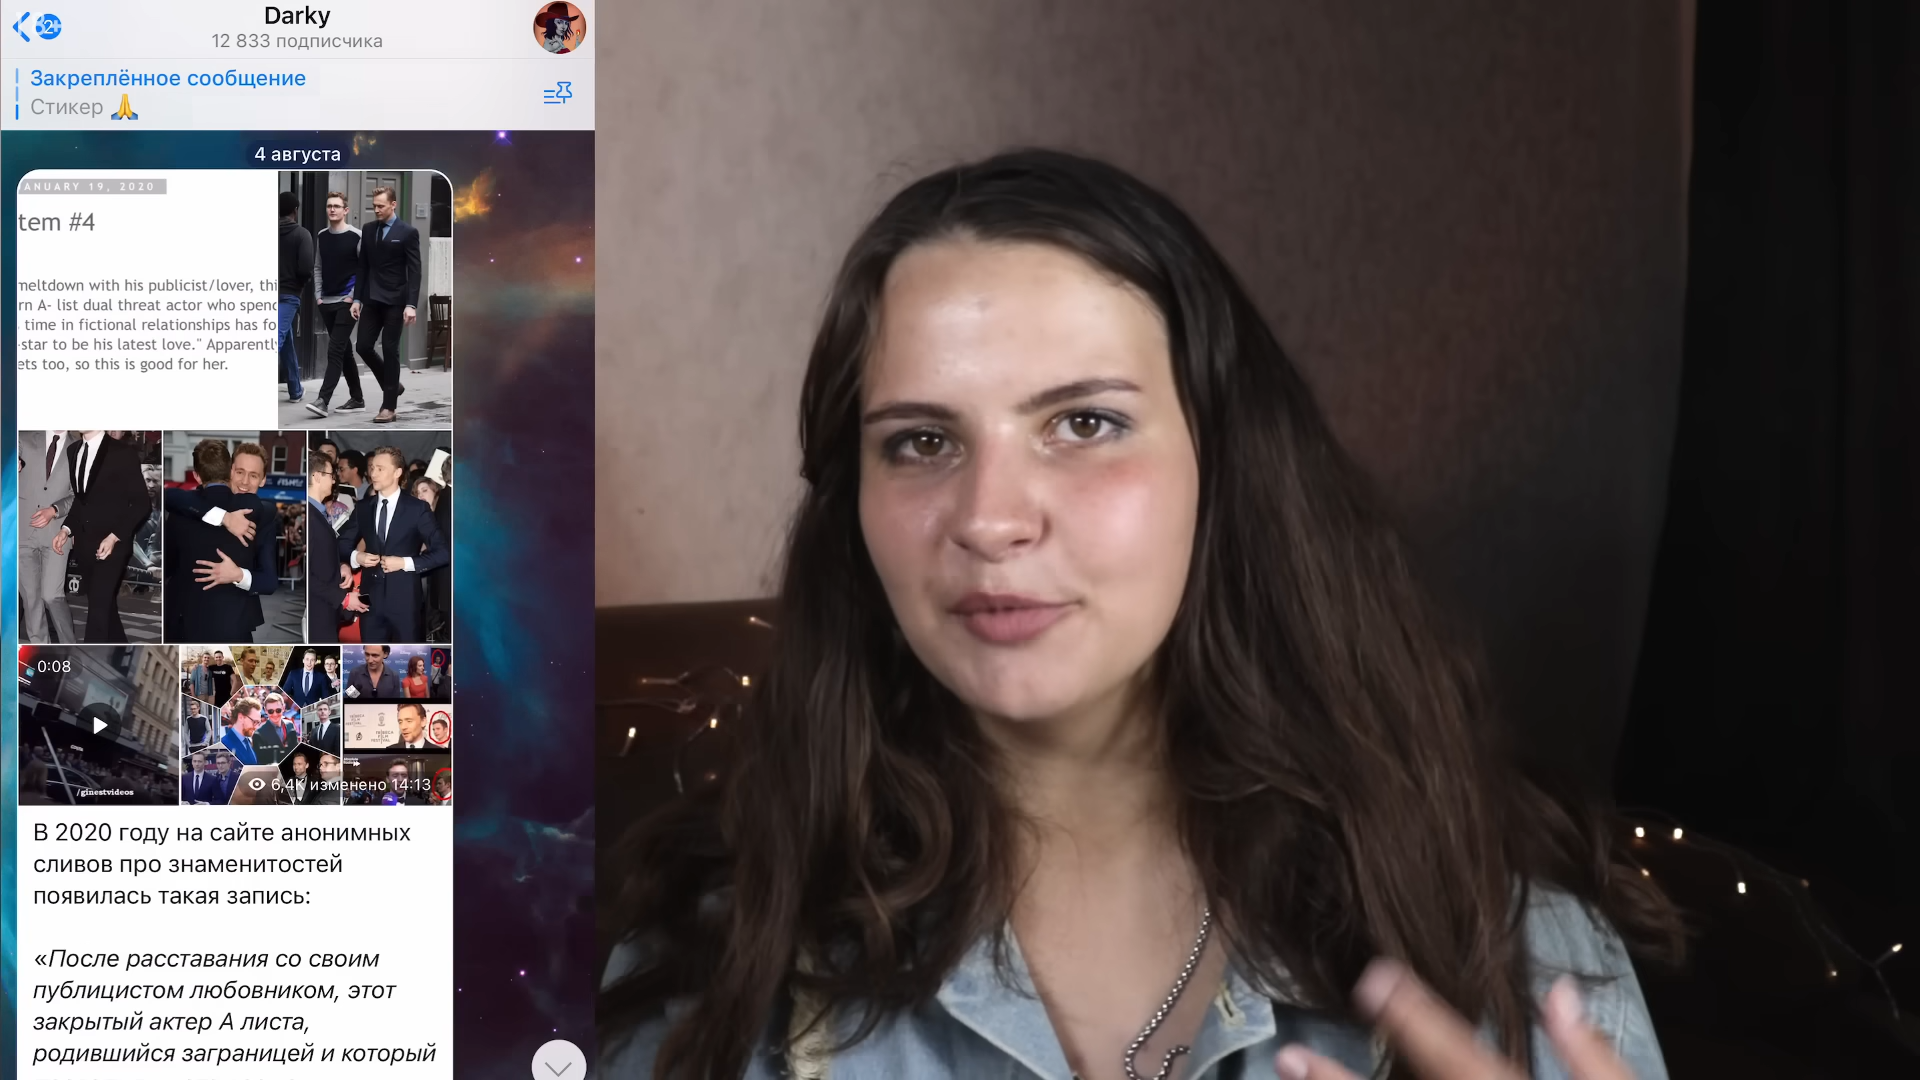 Darky
12 833 подписчика
Закреплённое сообщение
Стикер 🙏
4 августа
ANUARY 19, 2020
tem #4
meltdown with his publicist/lover, thi
rn A- list dual threat actor who spend
time in fictional relationships has fo
-star to be his latest love." Apparently
ets too, so this is good for her.
0:08
/ginestvideos
6,4K изменено 14:13
В 2020 году на сайте анонимных
сливов про знаменитостей
появилась такая запись:
«После расставания со своим
публицистом любовником, этот
закрытый актер А листа,
родившийся заграницей и который